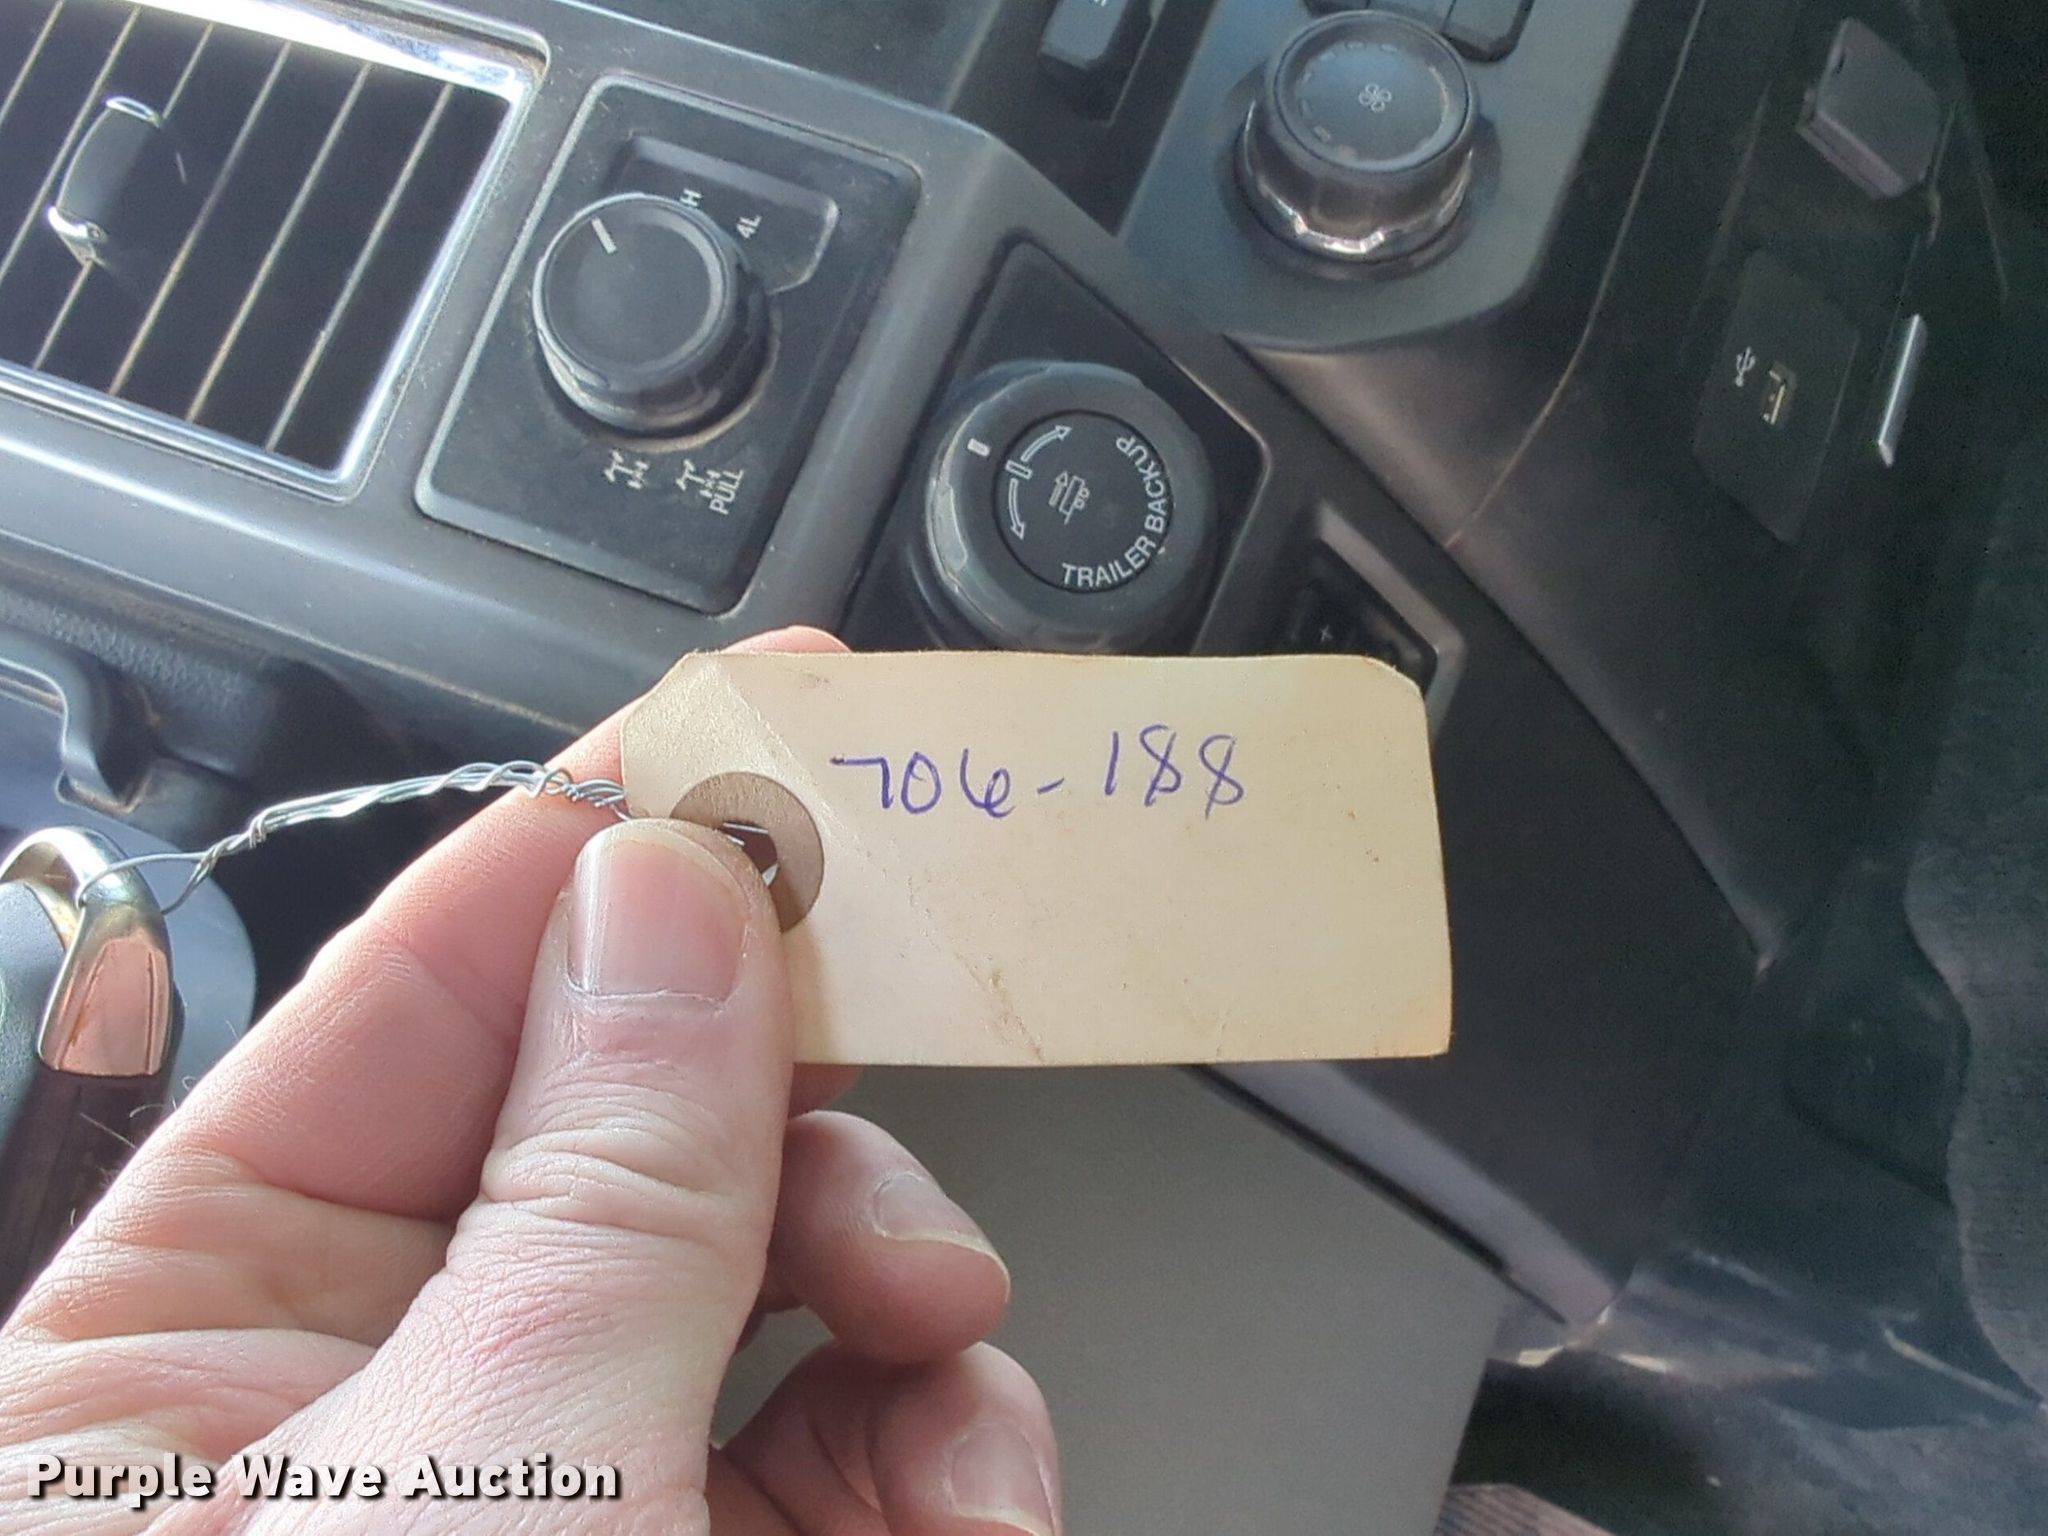 4H
4L
PULL
TRAILER BACKUP
706-188
Purple Wave Auction